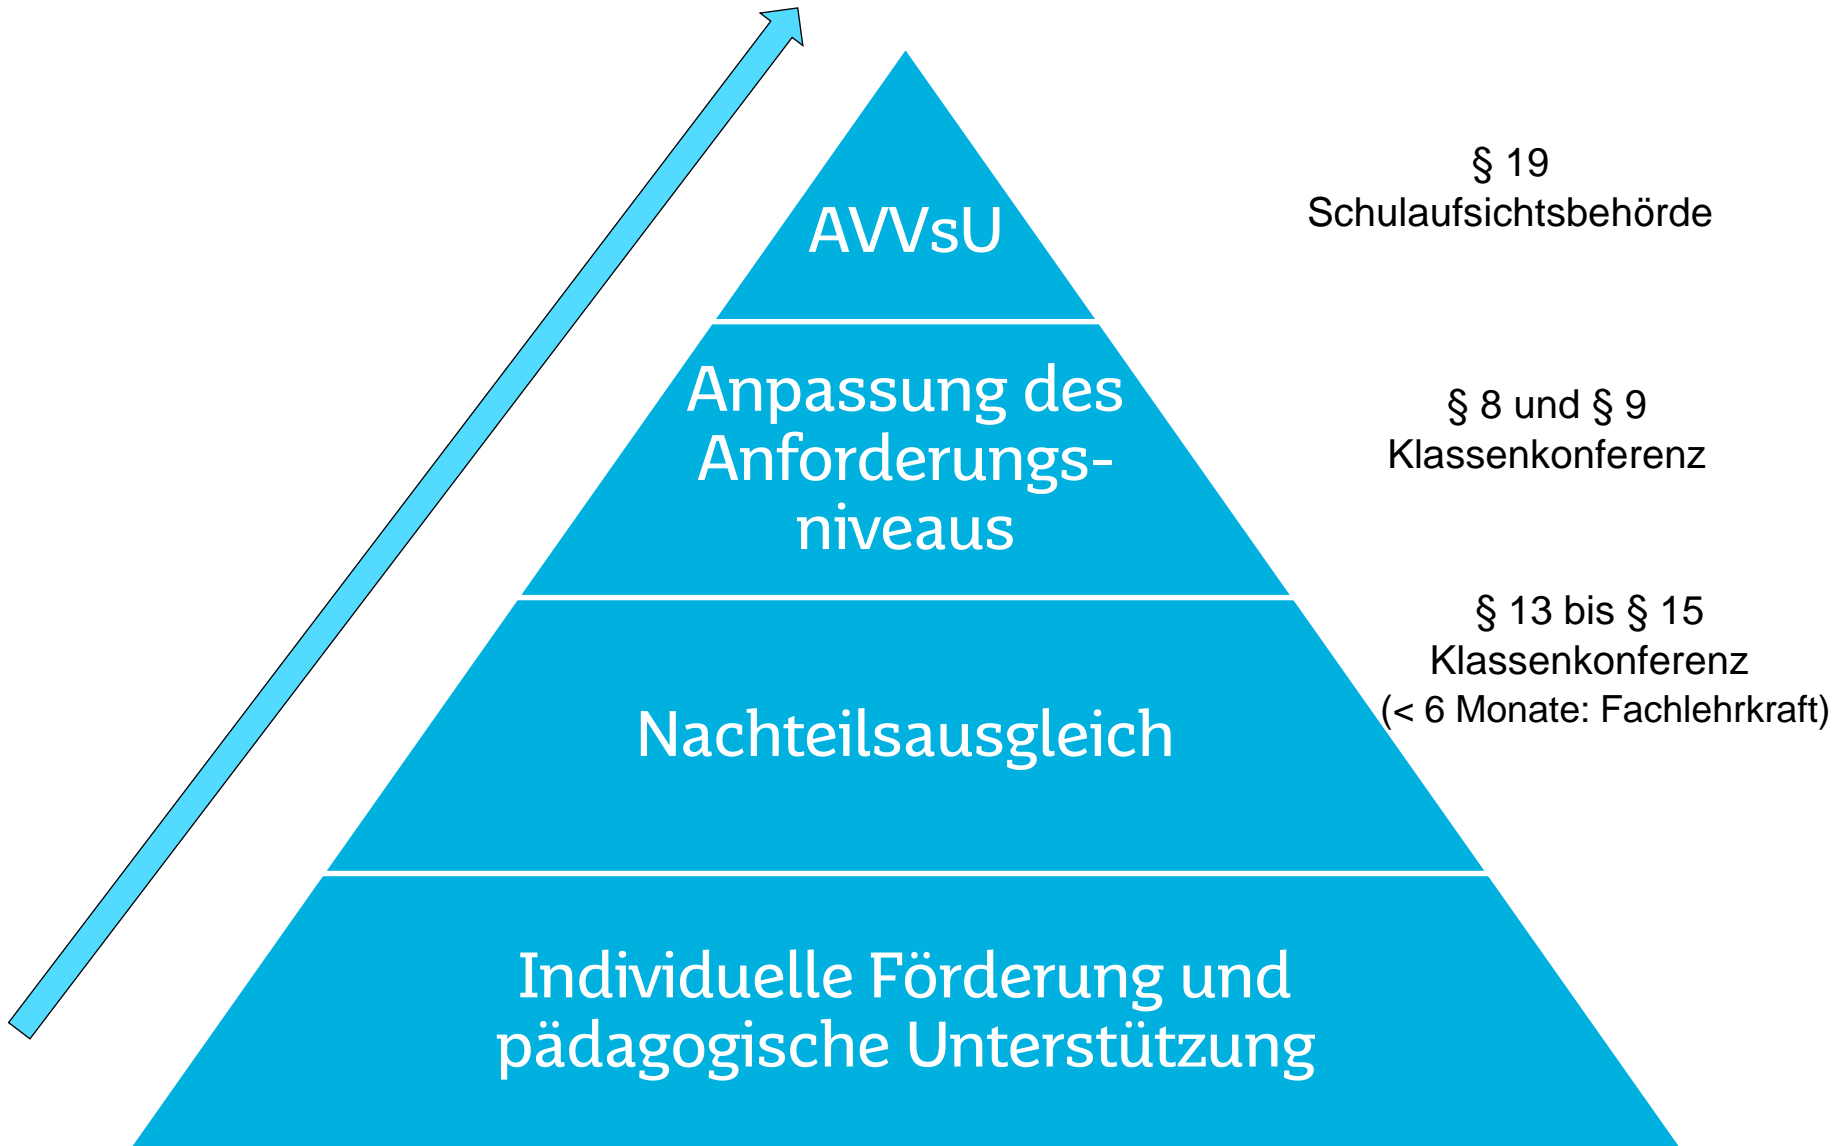 AVVsU
§ 19
Schulaufsichtsbehörde
Anpassung des
Anforderungs-
niveaus
§ 8 und § 9
Klassenkonferenz
Nachteilsausgleich
§ 13 bis § 15
Klassenkonferenz
(< 6 Monate: Fachlehrkraft)
Individuelle Förderung und
pädagogische Unterstützung